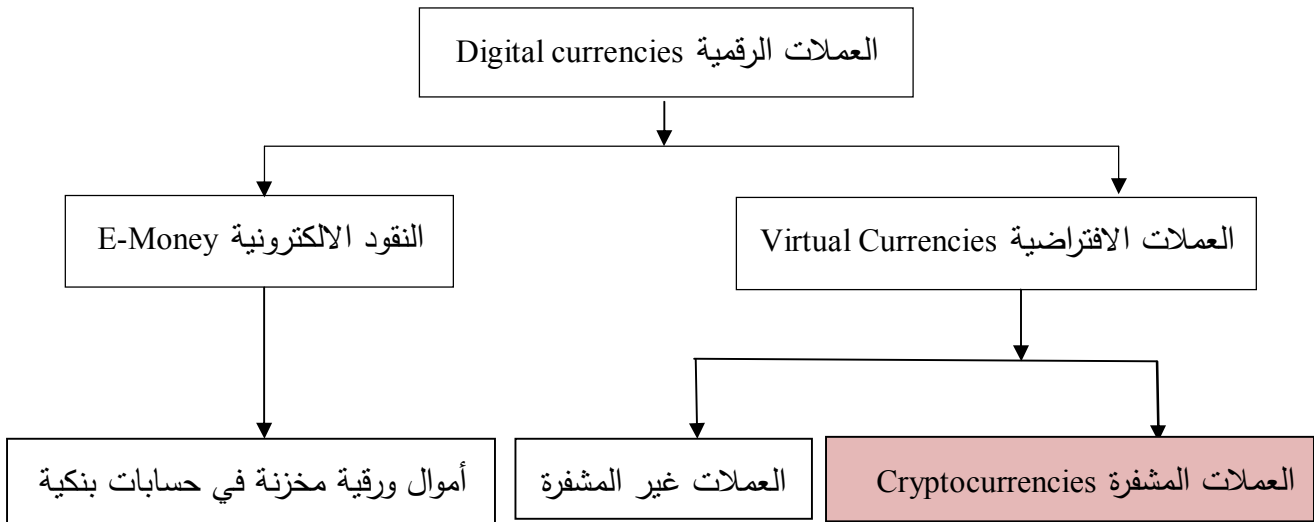 العملات الرقمية Digital currencies
العملات الافتراضية Virtual Currencies
النقود الالكترونية E-Money
العملات المشفرة Cryptocurrencies
العملات غير المشفرة
أموال ورقية مخزنة في حسابات بنكية